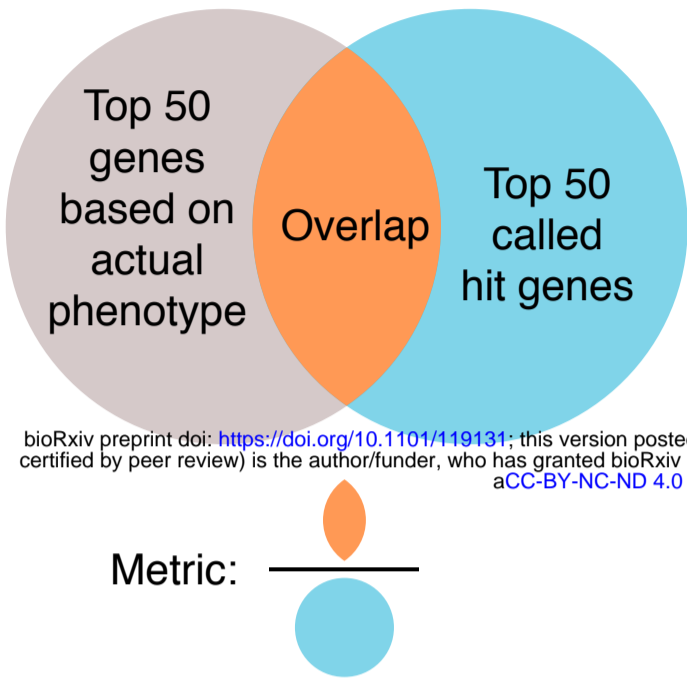 Top 50
genes
based on
actual
phenotype
Overlap
Top 50
called
hit genes
bioRxiv preprint doi: https://doi.org/10.1101/119131; this version poste
certified by peer review) is the author/funder, who has granted bioRxiv
aCC-BY-NC-ND 4.0
Metric: